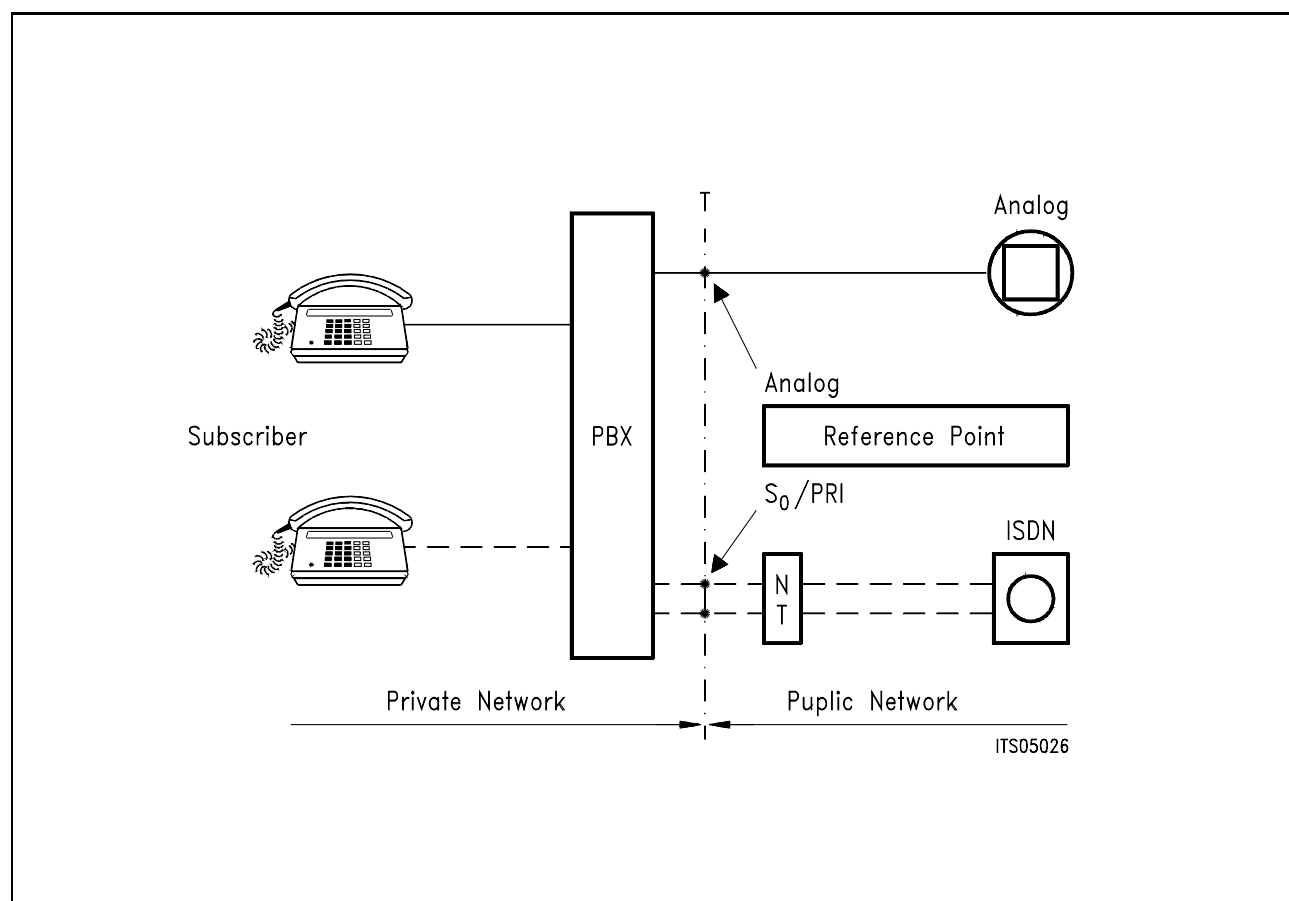 T
Analog
Analog
Subscriber
PBX
Reference Point
S₀/PRI
ISDN
N
T
Private Network
Puplic Network
ITS05026